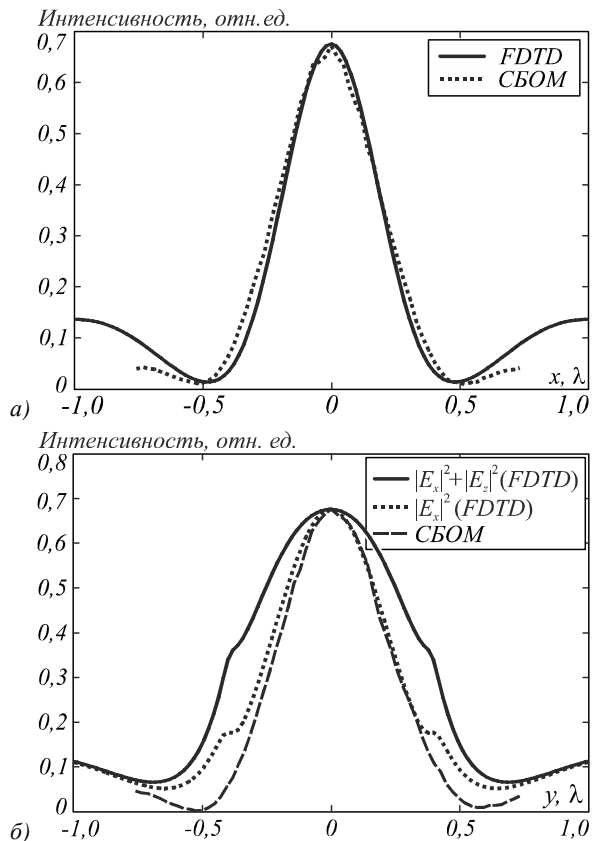 Интенсивность, отн.ед.
0,7
0,6
0,5
0,4
0,3
0,2
0,1
0
FDTD
СБОМ
x, λ
-1,0 -0,5 0 0,5 1,0
а)
Интенсивность, отн. ед.
0,8
0,7
0,6
0,5
0,4
0,3
0,2
0,1
0
|Eₓ|²+|E_z|²(FDTD)
|Eₓ|² (FDTD)
СБОМ
y, λ
-1,0 -0,5 0 0,5 1,0
б)